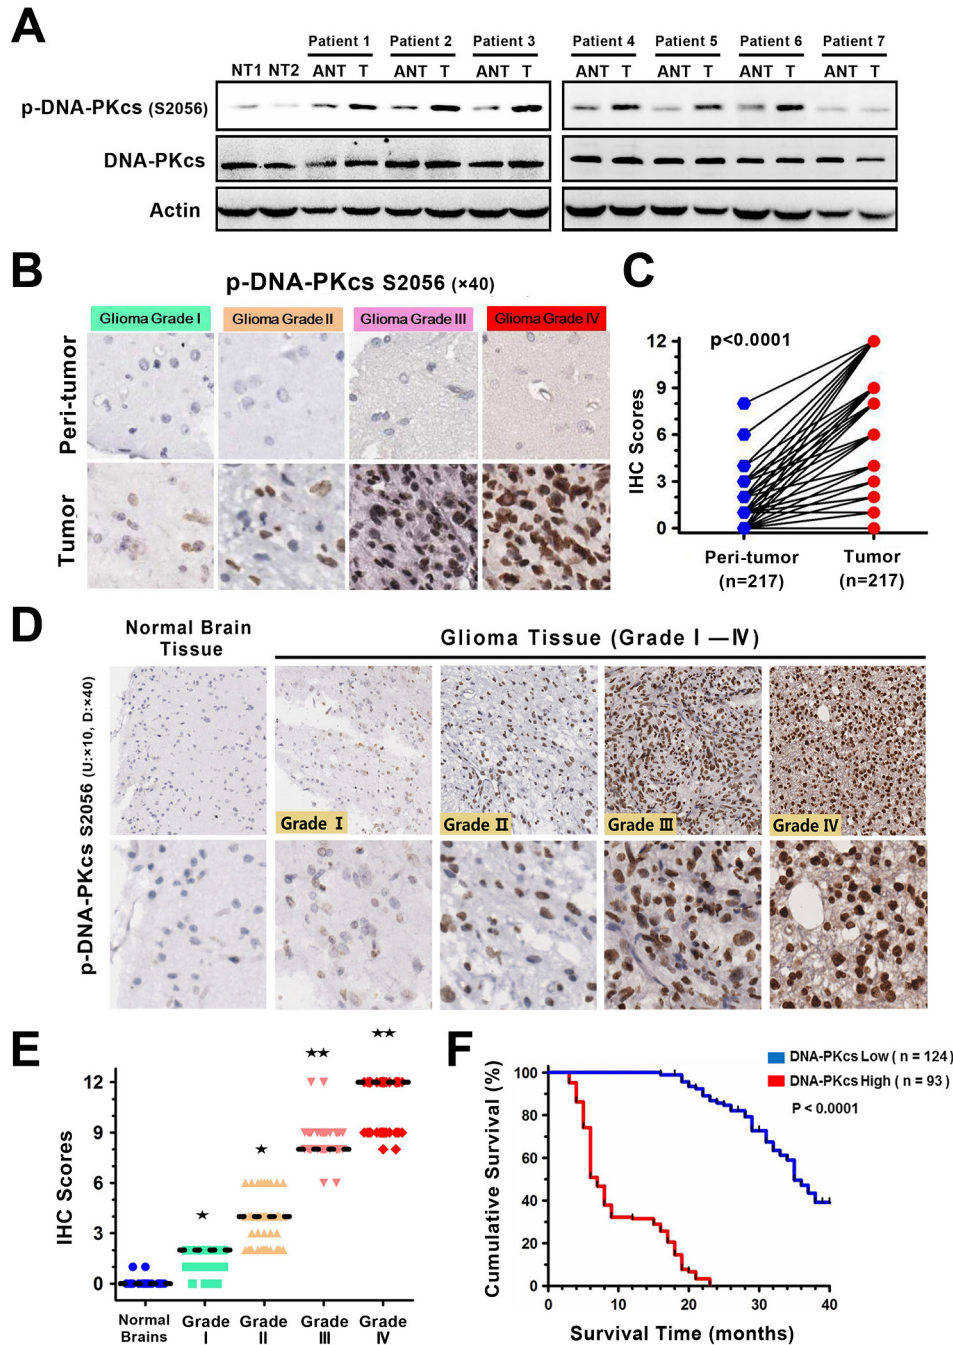 A
Patient 1 Patient 2 Patient 3 Patient 4 Patient 5 Patient 6 Patient 7
NT1 NT2 ANT T ANT T ANT T ANT T ANT T ANT T ANT T
p-DNA-PKcs (S2056)
DNA-PKcs
Actin
B
p-DNA-PKcs S2056 (×40)
Glioma Grade I Glioma Grade II Glioma Grade III Glioma Grade IV
Peri-tumor
Tumor
C
p<0.0001
IHC Scores
12
9
6
3
0
Peri-tumor Tumor
(n=217) (n=217)
D
Normal Brain
Tissue
Glioma Tissue (Grade Ⅰ—Ⅳ)
p-DNA-PKcs S2056 (U:×10, D:×40)
Grade Ⅰ Grade Ⅱ Grade Ⅲ Grade Ⅳ
E
IHC Scores
12
9
6
3
0
★ ★ ★★ ★★
Normal Grade Grade Grade Grade
Brains Ⅰ Ⅱ Ⅲ Ⅳ
F
DNA-PKcs Low ( n = 124)
DNA-PKcs High ( n = 93 )
P < 0.0001
Cumulative Survival (%)
100
80
60
40
20
0
0 10 20 30 40
Survival Time (months)